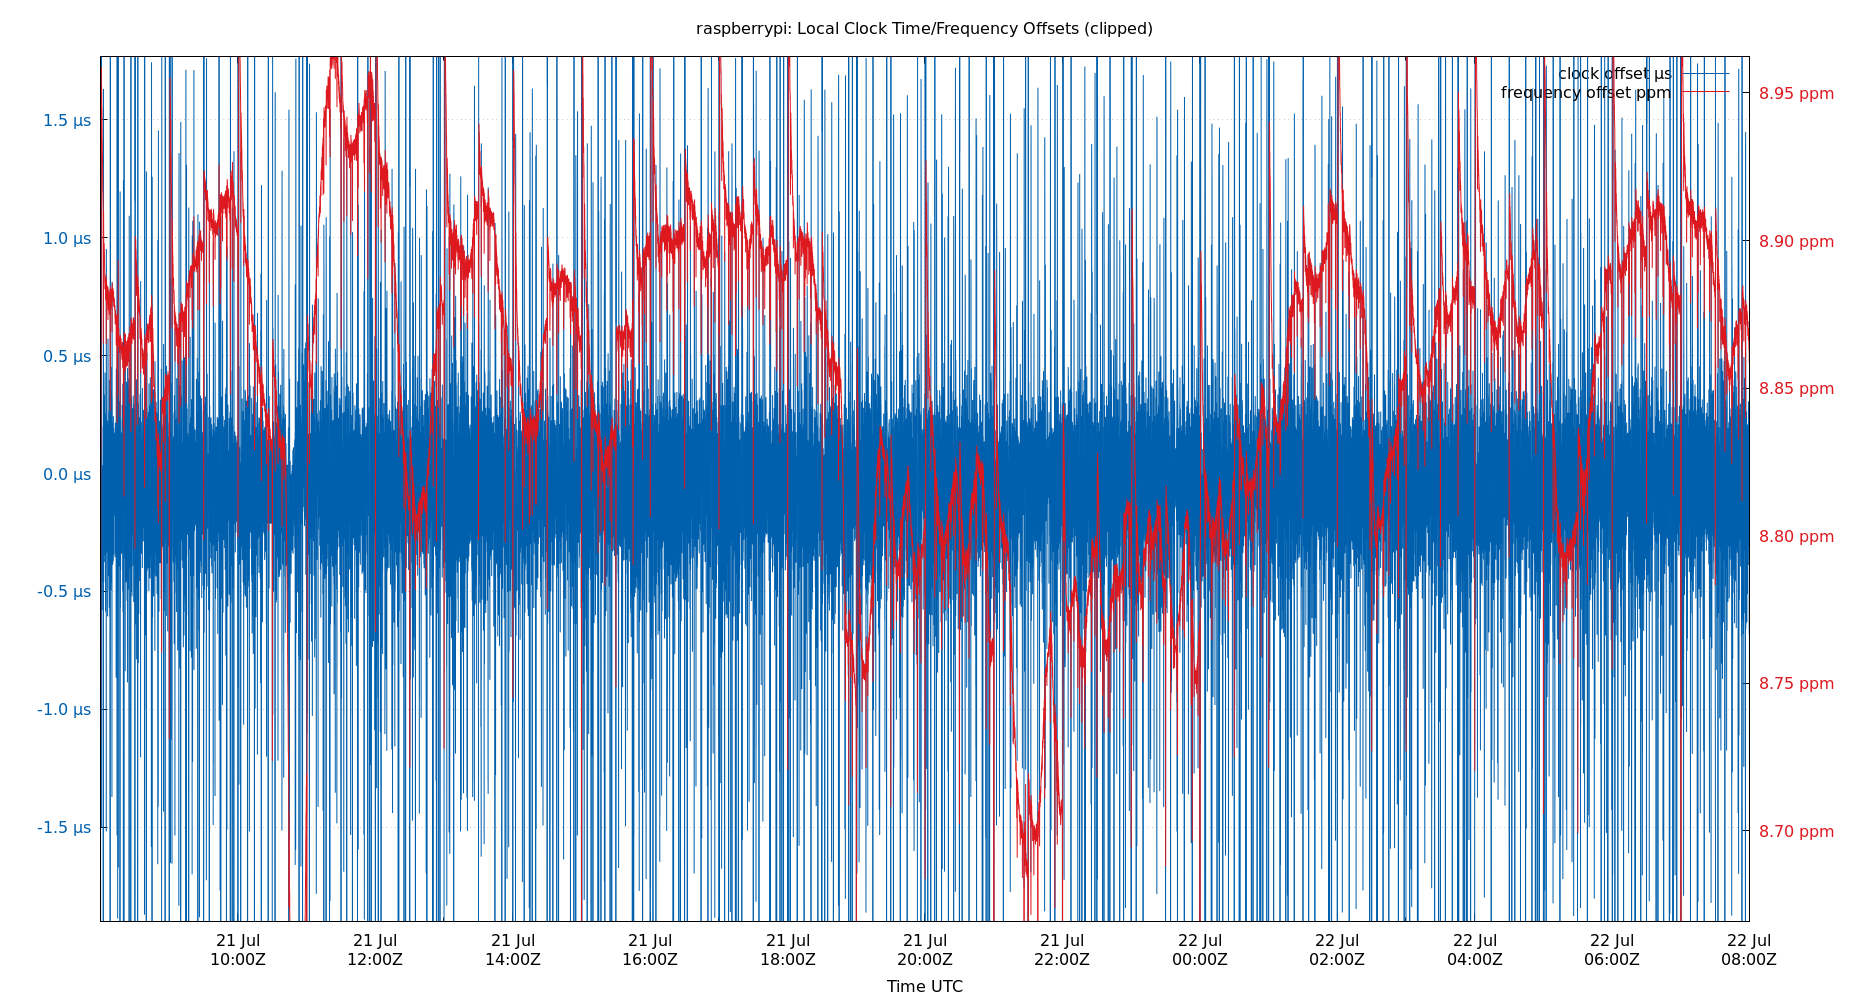 raspberrypi: Local Clock Time/Frequency Offsets (clipped)
clock offset µs
frequency offset ppm
1.5 µs
1.0 µs
0.5 µs
0.0 µs
-0.5 µs
-1.0 µs
-1.5 µs
8.95 ppm
8.90 ppm
8.85 ppm
8.80 ppm
8.75 ppm
8.70 ppm
21 Jul 21 Jul 21 Jul 21 Jul 21 Jul 21 Jul 21 Jul 22 Jul 22 Jul 22 Jul 22 Jul 22 Jul
10:00Z 12:00Z 14:00Z 16:00Z 18:00Z 20:00Z 22:00Z 00:00Z 02:00Z 04:00Z 06:00Z 08:00Z
Time UTC